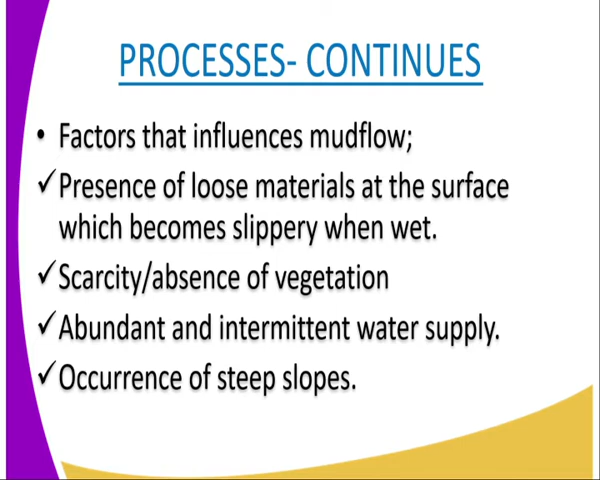 PROCESSES- CONTINUES
• Factors that influences mudflow;
✓Presence of loose materials at the surface
which becomes slippery when wet.
✓Scarcity/absence of vegetation
✓Abundant and intermittent water supply.
✓Occurrence of steep slopes.